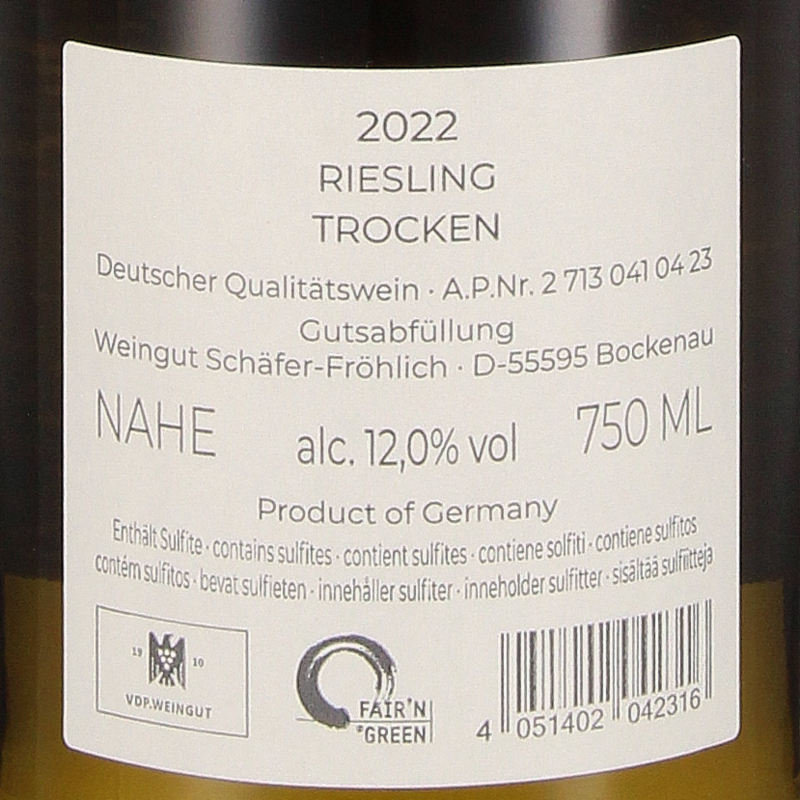 2022
RIESLING
TROCKEN
Deutscher Qualitätswein · A.P.Nr. 2 713 041 04 23
Gutsabfüllung
Weingut Schäfer-Fröhlich · D-55595 Bockenau
NAHE alc. 12,0% vol 750 ML
Product of Germany
Enthält Sulfite · contains sulfites · contient sulfites · contiene solfiti · contiene sulfitos
contém sulfitos · bevat sulfieten · innehåller sulfiter · inneholder sulfitter · sisältää sulfiitteja
19 10
VDP.WEINGUT
FAIR'N
GREEN
4 051402 042316